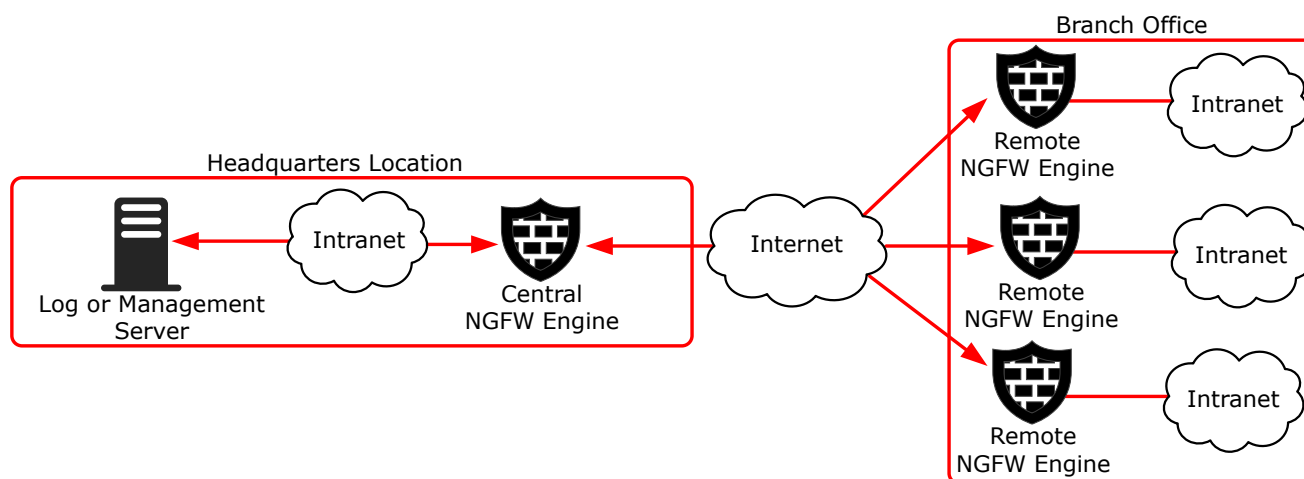 Branch Office
Intranet
Remote
NGFW Engine
Headquarters Location
Intranet
Internet
Intranet
Log or Management
Server
Central
NGFW Engine
Remote
NGFW Engine
Intranet
Remote
NGFW Engine